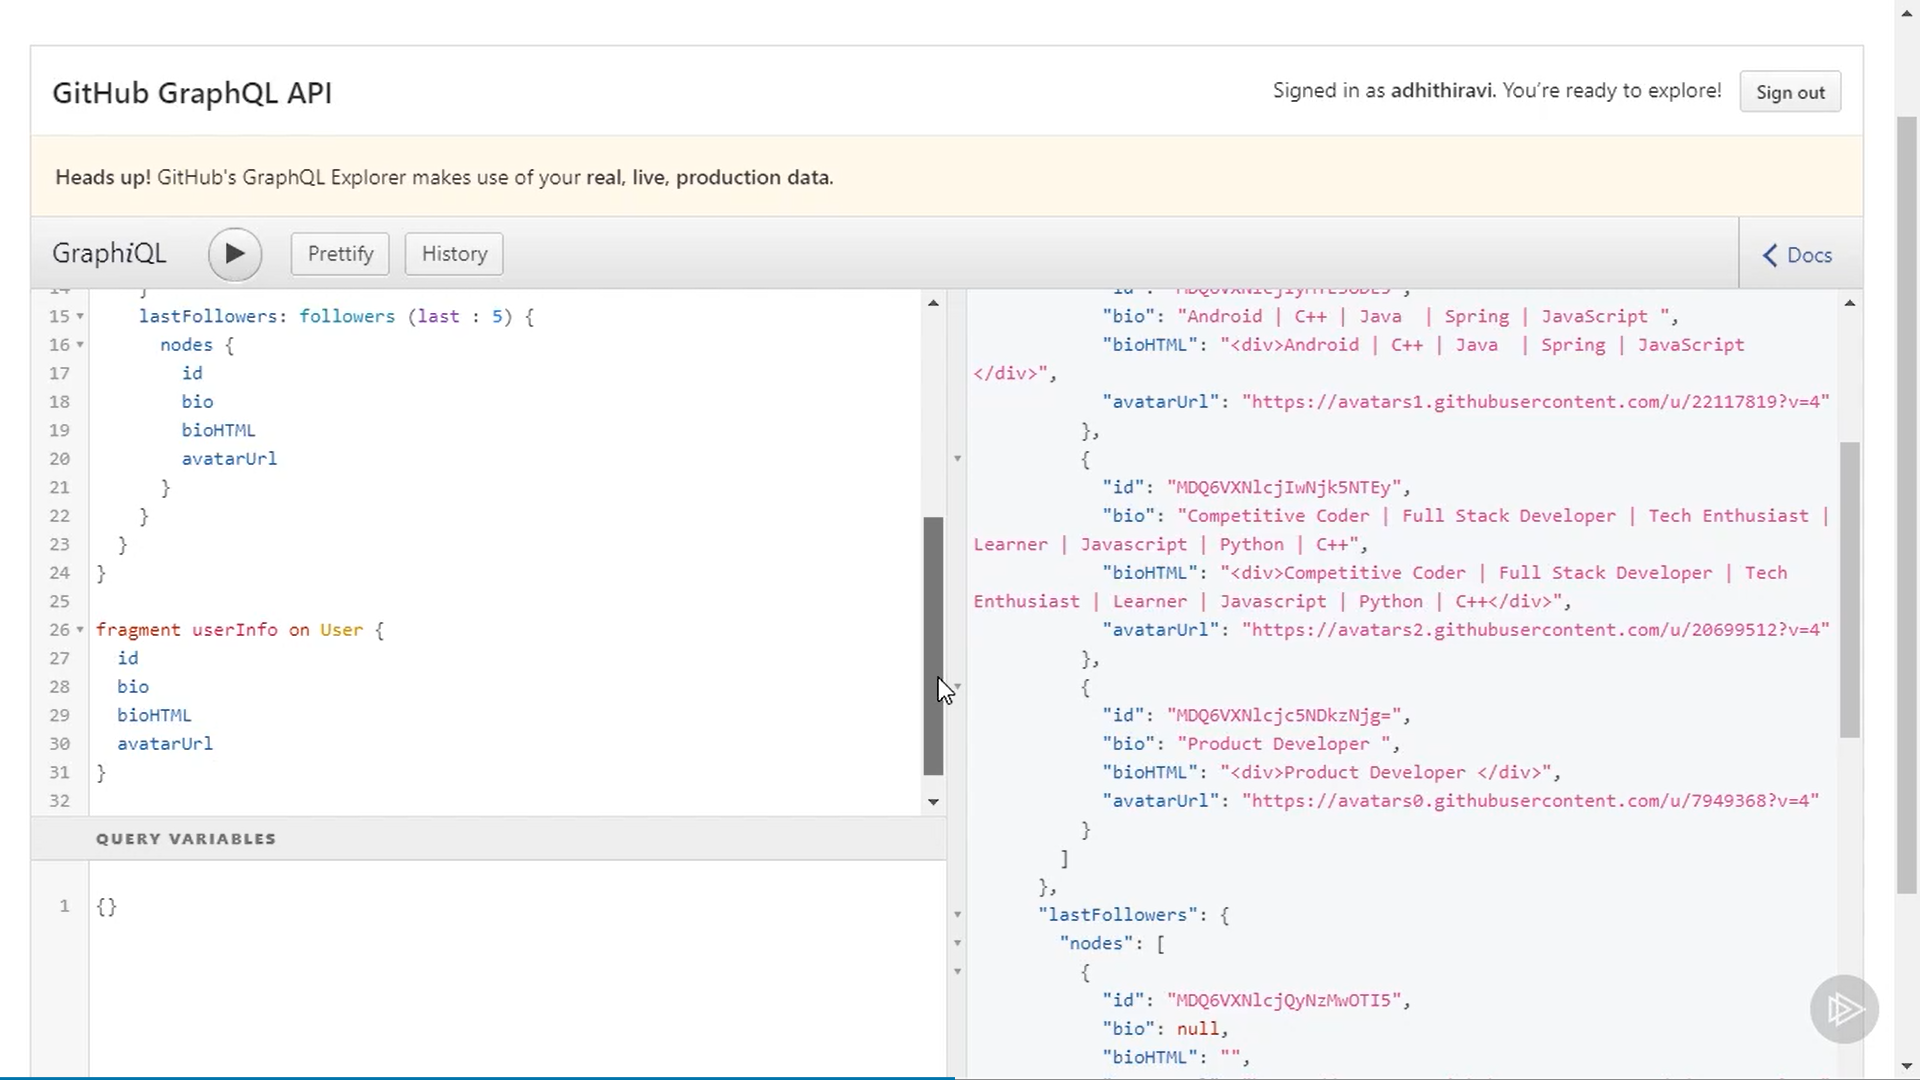 GitHub GraphQL API
Signed in as adhithiravi. You’re ready to explore!
Sign out
Heads up! GitHub's GraphQL Explorer makes use of your real, live, production data.
GraphiQL
Prettify
History
Docs
14 }
15 lastFollowers: followers (last : 5) {
16 nodes {
17 id
18 bio
19 bioHTML
20 avatarUrl
21 }
22 }
23 }
24 }
25
26 fragment userInfo on User {
27 id
28 bio
29 bioHTML
30 avatarUrl
31 }
32
QUERY VARIABLES
1 {}
"bio": "Android | C++ | Java  | Spring | JavaScript ",
"bioHTML": "<div>Android | C++ | Java  | Spring | JavaScript
</div>",
"avatarUrl": "https://avatars1.githubusercontent.com/u/22117819?v=4"
},
{
"id": "MDQ6VXNlcjIwNjk5NTEy",
"bio": "Competitive Coder | Full Stack Developer | Tech Enthusiast |
Learner | Javascript | Python | C++",
"bioHTML": "<div>Competitive Coder | Full Stack Developer | Tech
Enthusiast | Learner | Javascript | Python | C++</div>",
"avatarUrl": "https://avatars2.githubusercontent.com/u/20699512?v=4"
},
{
"id": "MDQ6VXNlcjc5NDkzNjg=",
"bio": "Product Developer ",
"bioHTML": "<div>Product Developer </div>",
"avatarUrl": "https://avatars0.githubusercontent.com/u/7949368?v=4"
}
]
},
"lastFollowers": {
"nodes": [
{
"id": "MDQ6VXNlcjQyNzMwOTI5",
"bio": null,
"bioHTML": "",